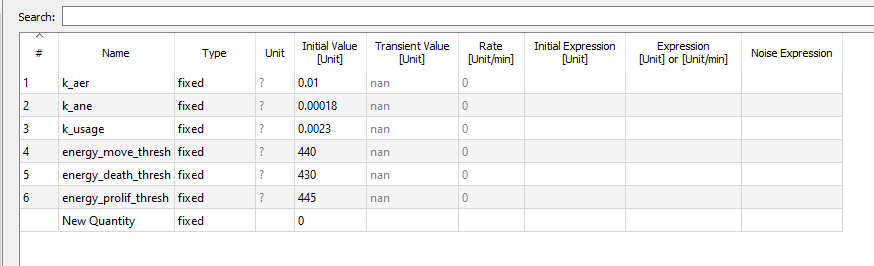 Search:
# Name Type Unit Initial Value [Unit] Transient Value [Unit] Rate [Unit/min] Initial Expression [Unit] Expression [Unit] or [Unit/min] Noise Expression
1 k_aer fixed ? 0.01 nan 0
2 k_ane fixed ? 0.00018 nan 0
3 k_usage fixed ? 0.0023 nan 0
4 energy_move_thresh fixed ? 440 nan 0
5 energy_death_thresh fixed ? 430 nan 0
6 energy_prolif_thresh fixed ? 445 nan 0
New Quantity fixed 0